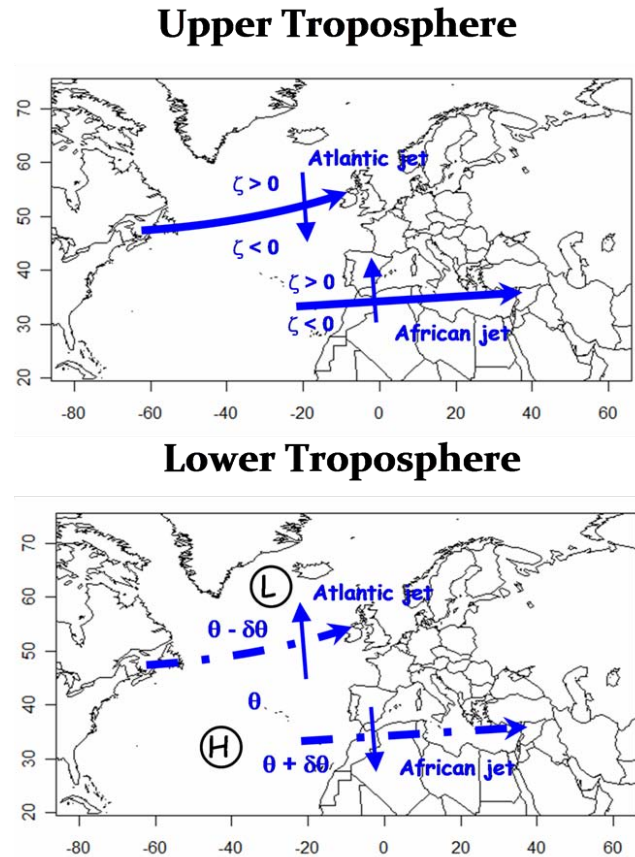 Upper Troposphere
70
60
50
40
30
20
Atlantic jet
ζ > 0
ζ < 0
ζ > 0
ζ < 0
African jet
-80 -60 -40 -20 0 20 40 60
Lower Troposphere
70
60
50
40
30
20
L
Atlantic jet
θ - δθ
θ
H
θ + δθ
African jet
-80 -60 -40 -20 0 20 40 60